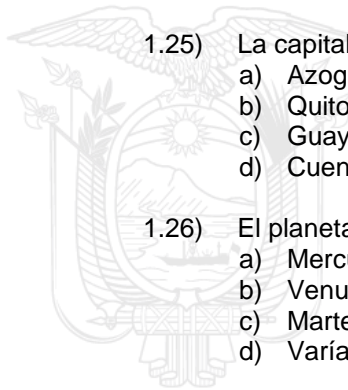 1.25) La capital
a) Azog
b) Quito
c) Guay
d) Cuen
1.26) El planeta
a) Merc
b) Venu
c) Marte
d) Varía